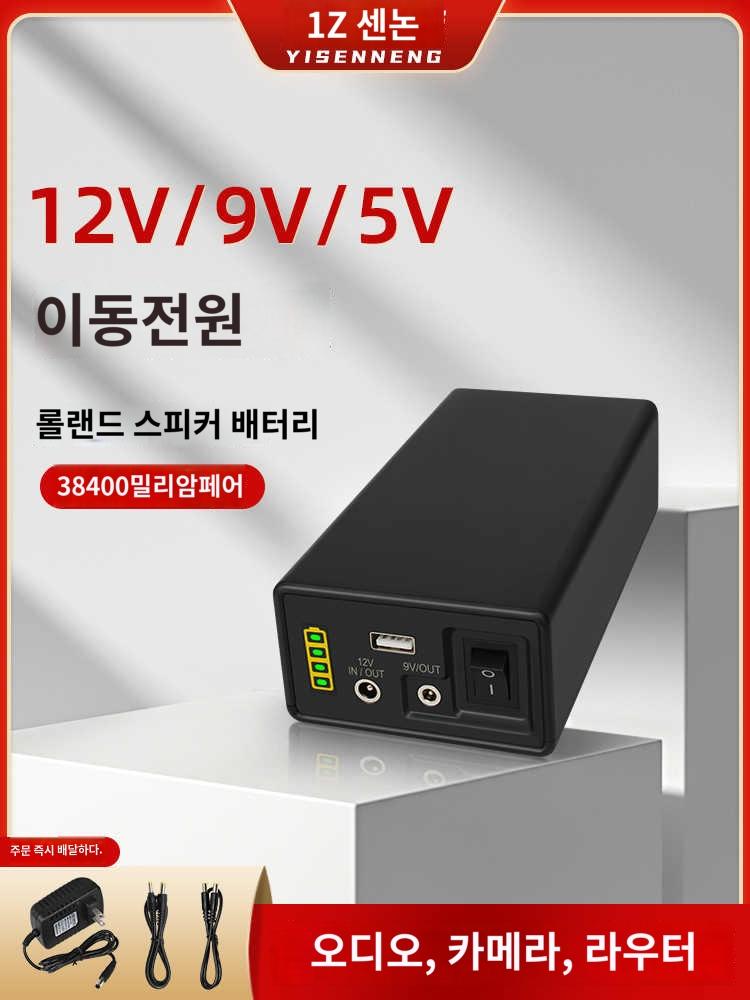 1Z 센논
YISENNENG
12V/9V/5V
이동전원
롤랜드 스피커 배터리
38400밀리암페어
12V
IN / OUT
9V/OUT
주문 즉시 배달하다.
오디오, 카메라, 라우터